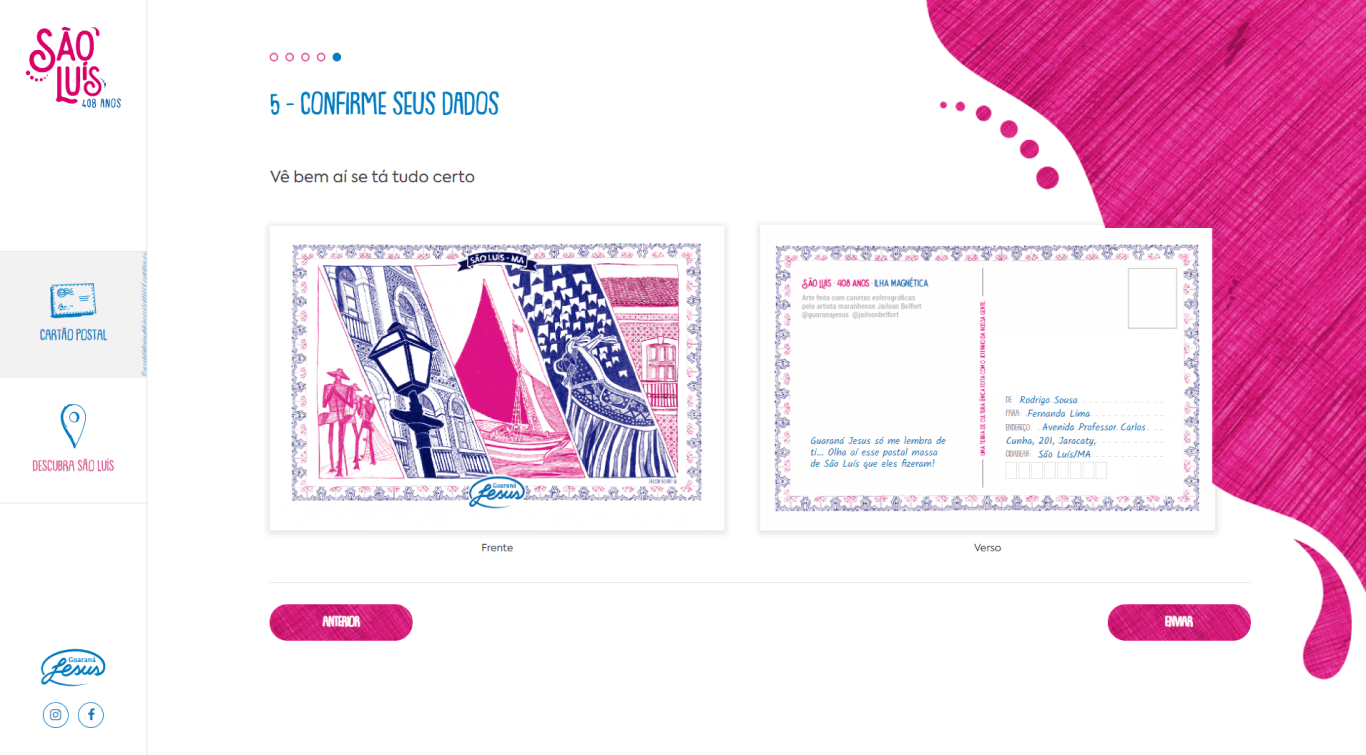 SÃO
LUÍS
408 ANOS
CARTÃO POSTAL
DESCUBRA SÃO LUÍS
Guaraná
Jesus
5 - CONFIRME SEUS DADOS
Vê bem aí se tá tudo certo
SÃO LUÍS - MA
Guaraná
Jesus
Frente
SÃO LUÍS · 408 ANOS · ILHA MAGNÉTICA
Arte feita com canetas esferográficas
pelo artista maranhense Jailson Belfort
@guaranajesus @jailsonbelfort
Guaraná Jesus só me lembra de
ti... Olha aí esse postal massa
de São Luís que eles fizeram!
UMA TERRA DE CULTURA ÚNICA FEITA COM O JEITINHO DA NOSSA GENTE.
DE: Rodrigo Sousa
PARA: Fernanda Lima
ENDEREÇO: Avenida Professor Carlos
Cunha, 201, Jaracaty,
CIDADE/UF: São Luís/MA
Verso
ANTERIOR
ENVIAR